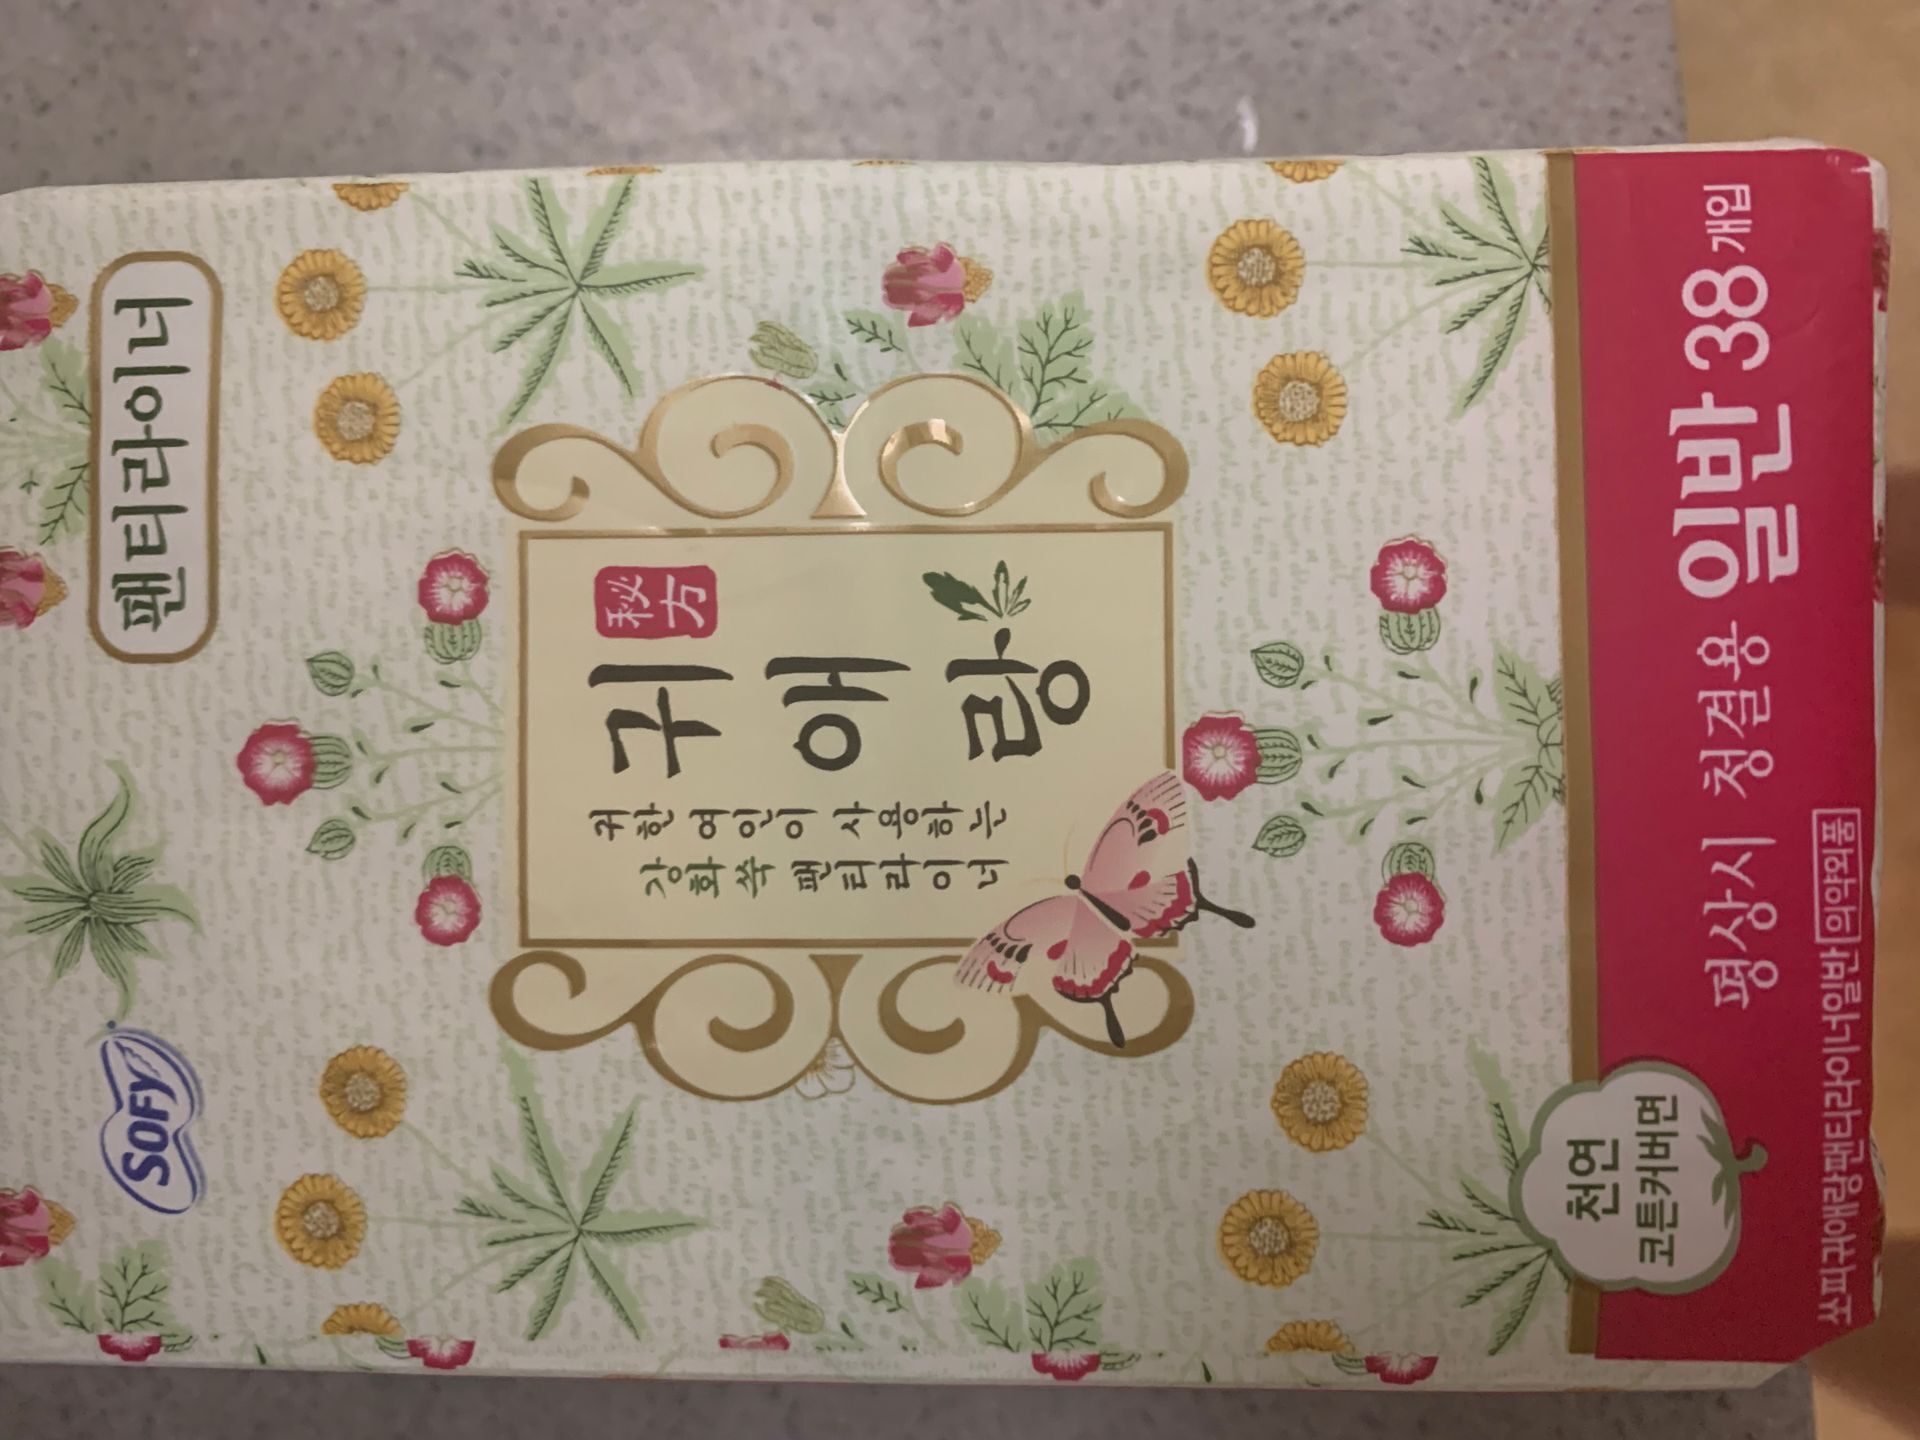 SOFY
팬티라이너
귀애랑
秘方
귀한 여인이 사용하는
강화쑥 팬티라이너
천연
코튼커버면
평상시 청결용 일반 38개입
쏘피귀애랑팬티라이너일반 의약외품